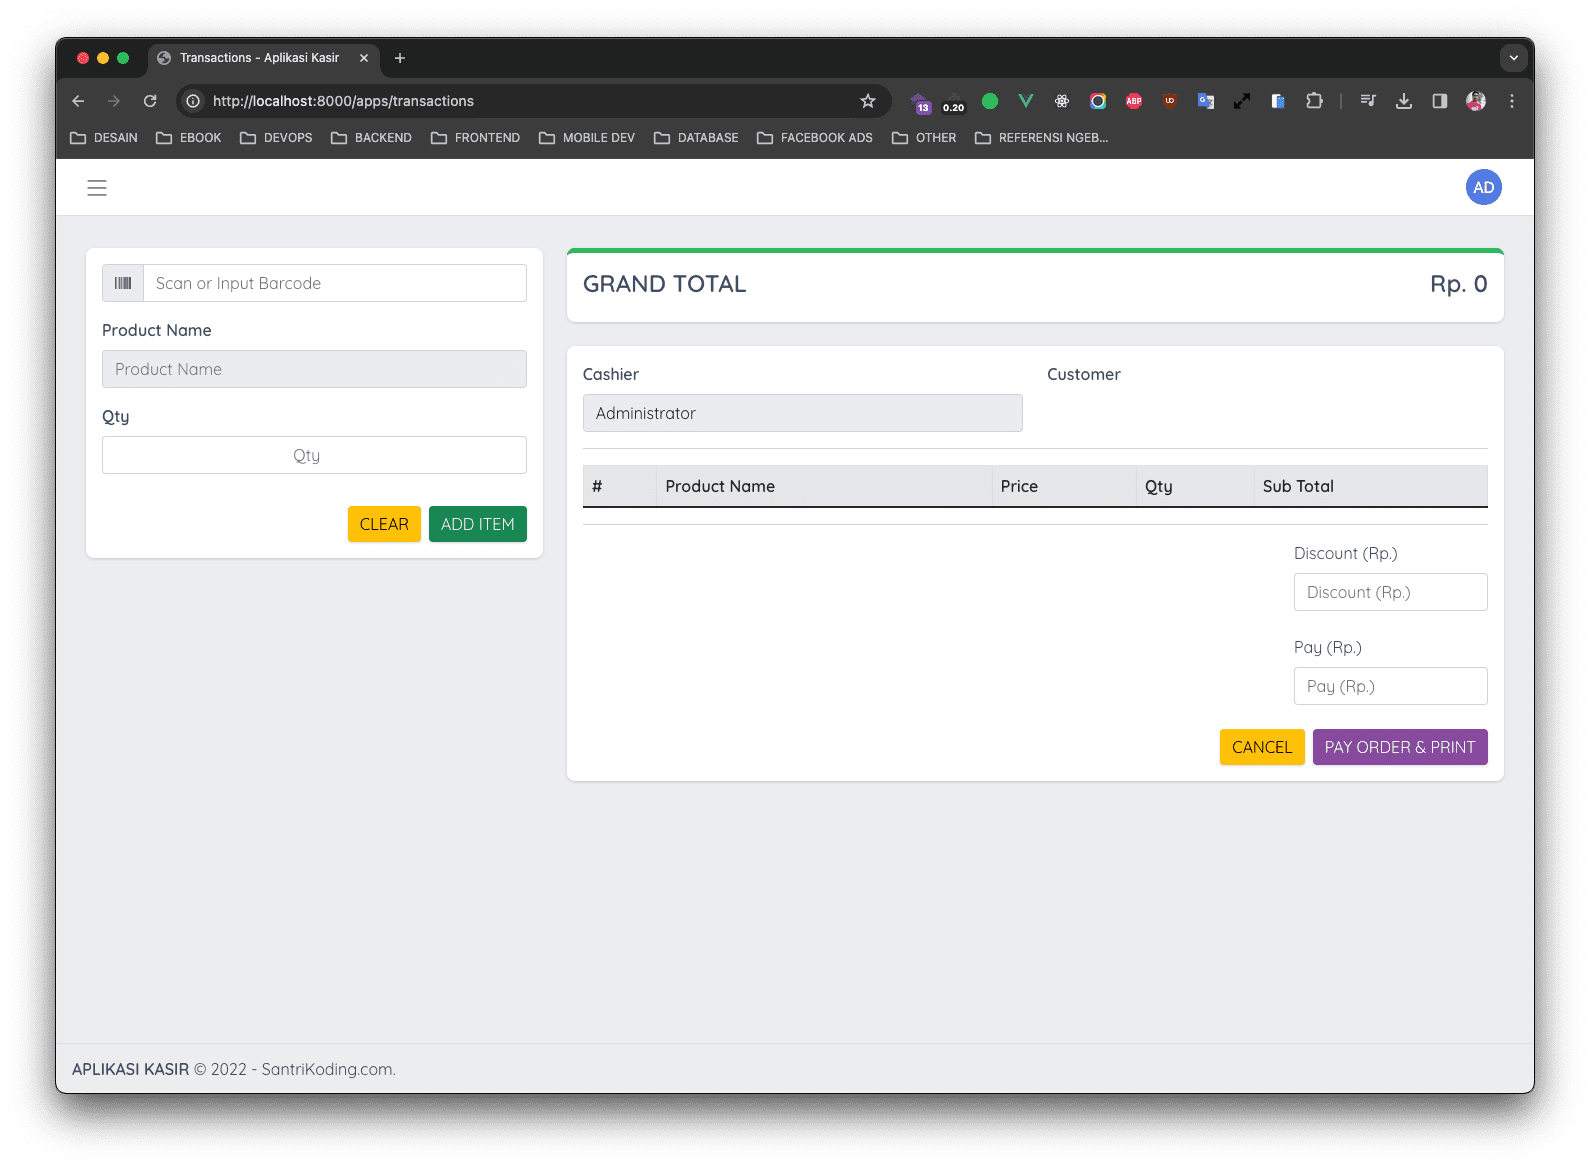 Transactions - Aplikasi Kasir
http://localhost:8000/apps/transactions
13
0.20
ABP
UD
DESAIN
EBOOK
DEVOPS
BACKEND
FRONTEND
MOBILE DEV
DATABASE
FACEBOOK ADS
OTHER
REFERENSI NGEB...
AD
Scan or Input Barcode
Product Name
Product Name
Qty
Qty
CLEAR
ADD ITEM
GRAND TOTAL
Rp. 0
Cashier
Customer
Administrator
# Product Name Price Qty Sub Total
Discount (Rp.)
Discount (Rp.)
Pay (Rp.)
Pay (Rp.)
CANCEL
PAY ORDER & PRINT
APLIKASI KASIR © 2022 - SantriKoding.com.